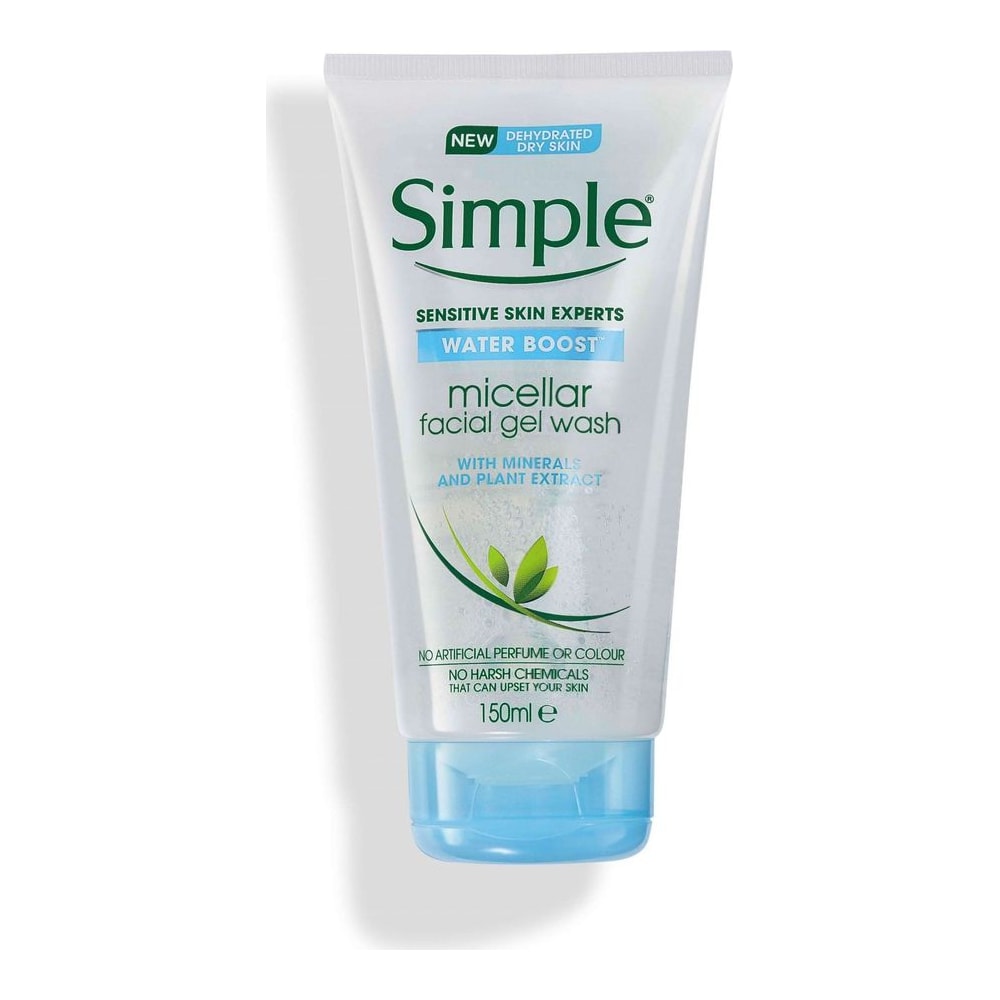 NEW DEHYDRATED
DRY SKIN
Simple®
SENSITIVE SKIN EXPERTS
WATER BOOST™
micellar
facial gel wash
WITH MINERALS
AND PLANT EXTRACT
NO ARTIFICIAL PERFUME OR COLOUR
NO HARSH CHEMICALS
THAT CAN UPSET YOUR SKIN
150ml ℮